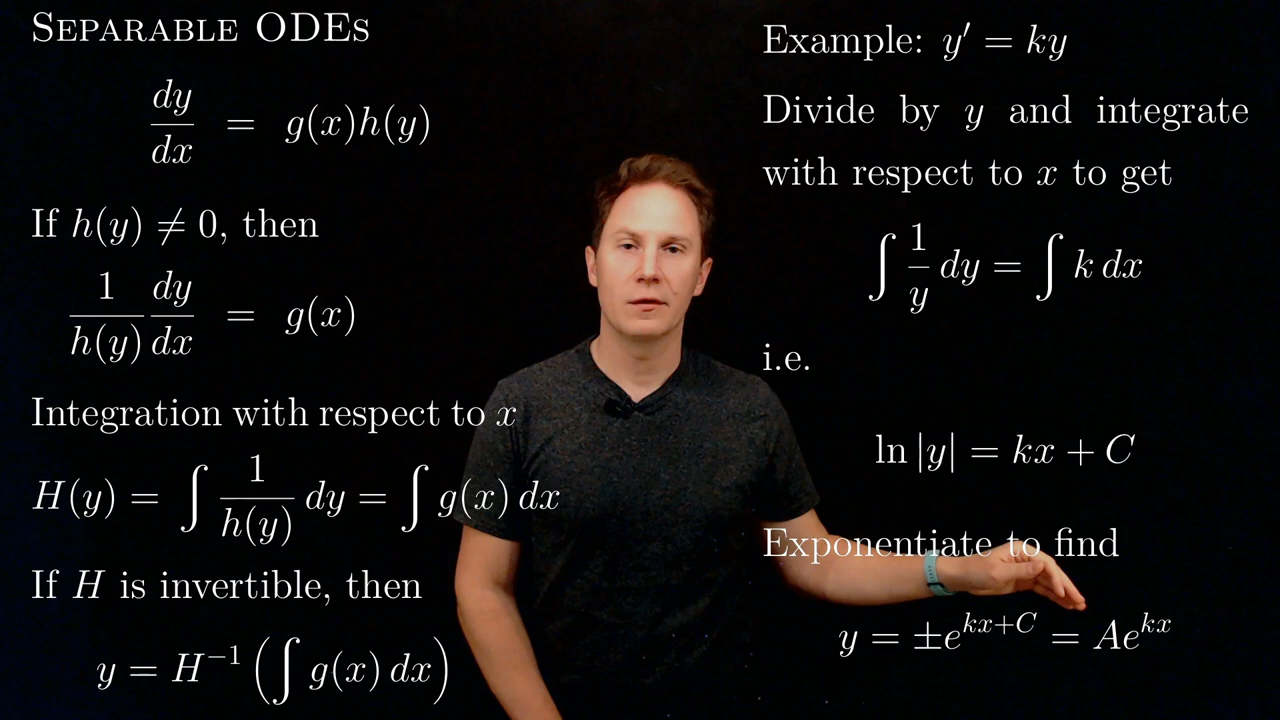 SEPARABLE ODES
dy/dx = g(x)h(y)
If h(y) ≠ 0, then
1/h(y) dy/dx = g(x)
Integration with respect to x
H(y) = ∫ 1/h(y) dy = ∫ g(x) dx
If H is invertible, then
y = H⁻¹(∫ g(x) dx)
Example: y′ = ky
Divide by y and integrate
with respect to x to get
∫ 1/y dy = ∫ k dx
i.e.
ln|y| = kx + C
Exponentiate to find
y = ±e^{kx+C} = Ae^{kx}